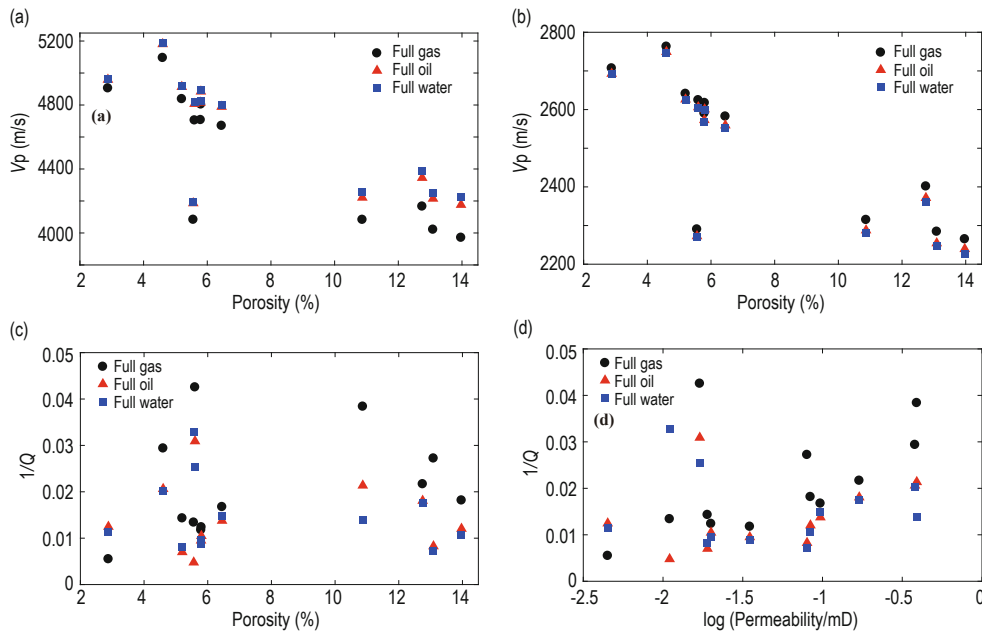 (a)
5200
4800
4400
4000
Vp (m/s)
(a)
Full gas
Full oil
Full water
2 4 6 8 10 12 14
Porosity (%)
(b)
2800
2600
2400
2200
Vp (m/s)
Full gas
Full oil
Full water
2 4 6 8 10 12 14
Porosity (%)
(c)
0.05
0.04
0.03
0.02
0.01
0
1/Q
Full gas
Full oil
Full water
2 4 6 8 10 12 14
Porosity (%)
(d)
0.05
0.04
0.03
0.02
0.01
0
1/Q
Full gas
Full oil
Full water
(d)
-2.5 -2 -1.5 -1 -0.5 0
log (Permeability/mD)